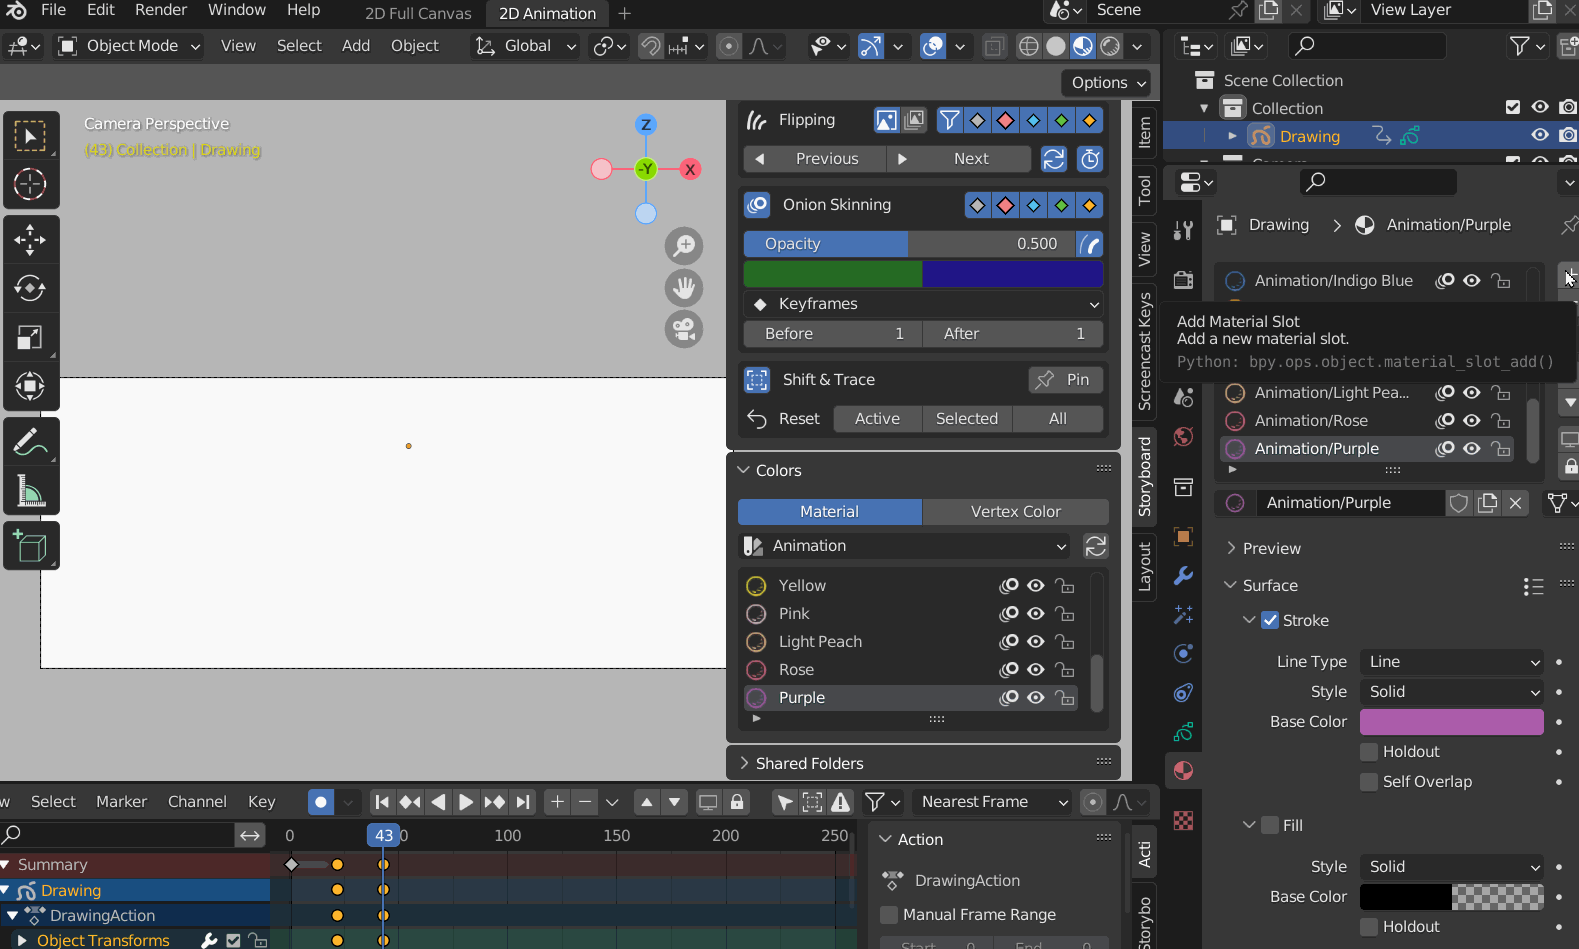 File Edit Render Window Help 2D Full Canvas 2D Animation Scene View Layer
Object Mode View Select Add Object Global
Options
Camera Perspective
(43) Collection | Drawing
Z
-Y X
Flipping
Previous Next
Onion Skinning
Opacity 0.500
Keyframes
Before 1 After 1
Shift & Trace Pin
Reset Active Selected All
Colors
Material Vertex Color
Animation
Yellow
Pink
Light Peach
Rose
Purple
Shared Folders
Item
Tool
View
Screencast Keys
Storyboard
Layout
Scene Collection
Collection
Drawing
Drawing > Animation/Purple
Animation/Indigo Blue
Add Material Slot
Add a new material slot.
Python: bpy.ops.object.material_slot_add()
Animation/Light Pea...
Animation/Rose
Animation/Purple
Animation/Purple
Preview
Surface
Stroke
Line Type Line
Style Solid
Base Color
Holdout
Self Overlap
Fill
Style Solid
Base Color
Holdout
w Select Marker Channel Key Nearest Frame
0 43 0 100 150 200 250
Summary
Drawing
DrawingAction
Object Transforms
Action
DrawingAction
Manual Frame Range
Start 0 End 0
Acti
Storybo